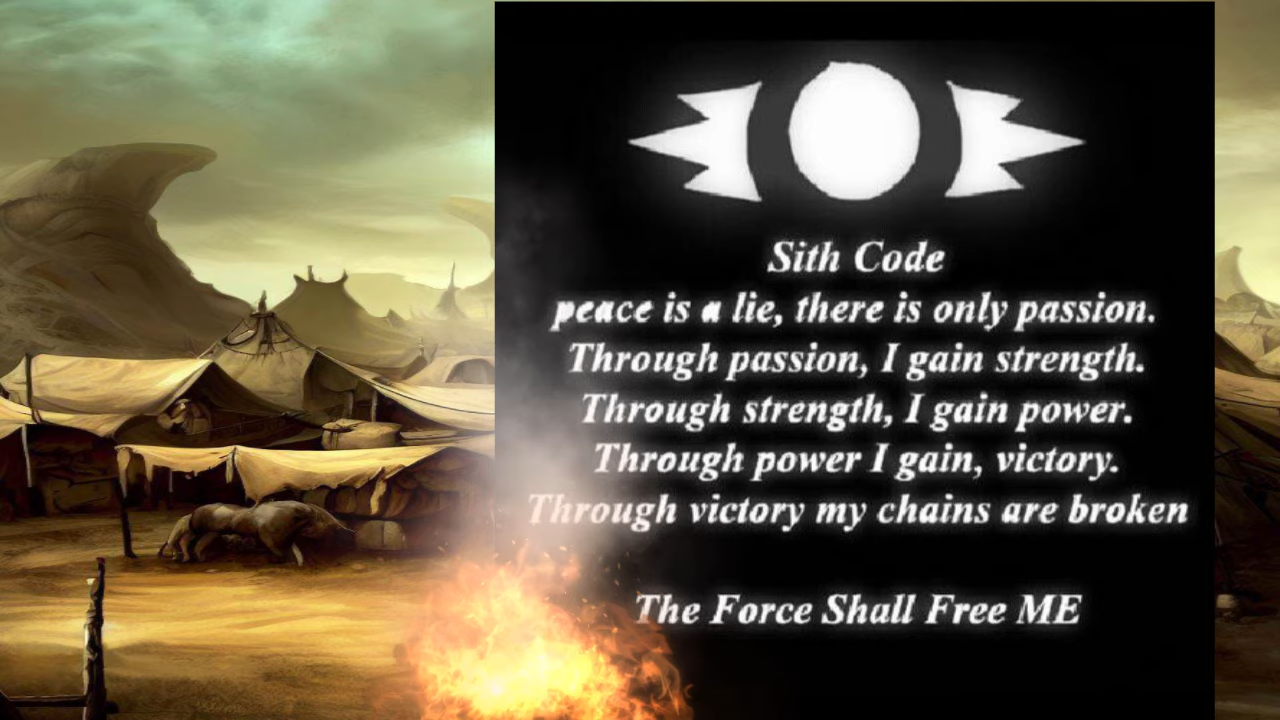 Sith Code
peace is a lie, there is only passion.
Through passion, I gain strength.
Through strength, I gain power.
Through power I gain, victory.
Through victory my chains are broken
The Force Shall Free ME